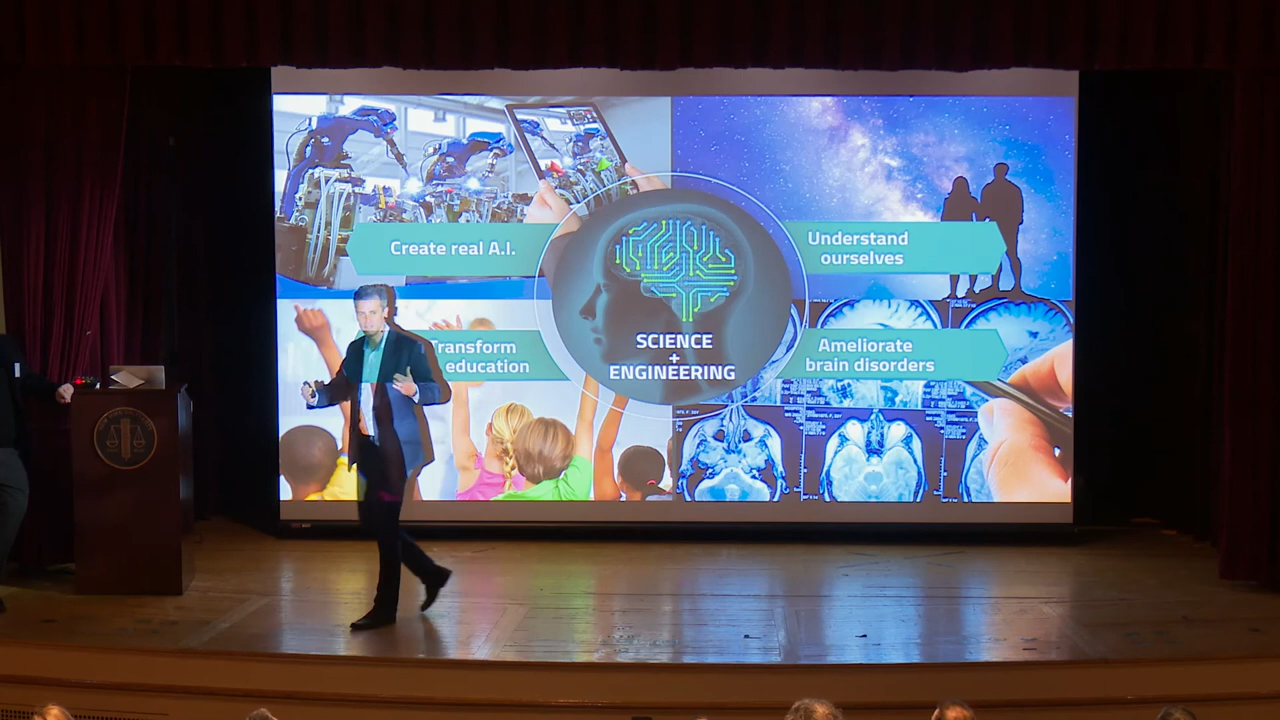 Create real A.I.
Understand
ourselves
SCIENCE
+
ENGINEERING
Transform
education
Ameliorate
brain disorders